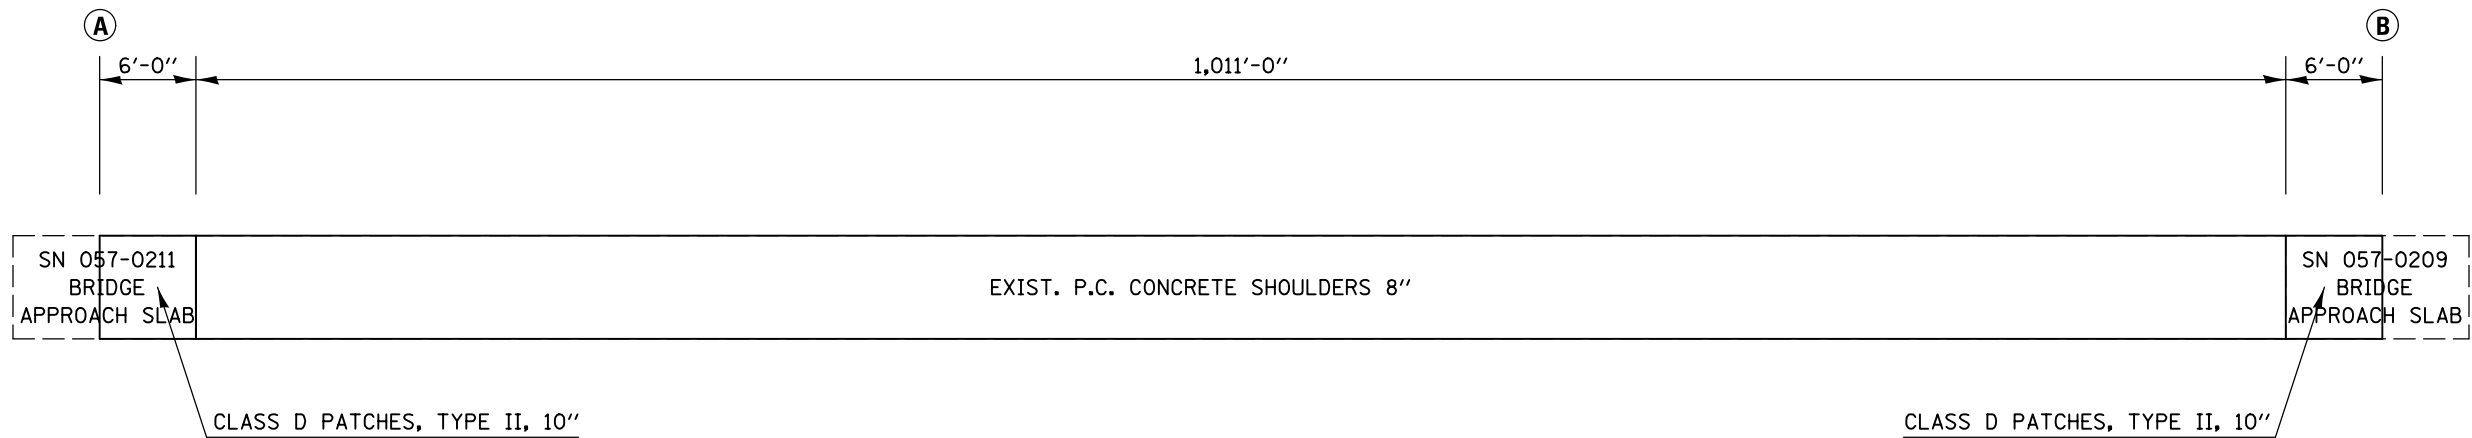 A
B
6'-0"
1,011'-0"
6'-0"
SN 057-0211
BRIDGE
APPROACH SLAB
EXIST. P.C. CONCRETE SHOULDERS 8"
SN 057-0209
BRIDGE
APPROACH SLAB
CLASS D PATCHES, TYPE II, 10"
CLASS D PATCHES, TYPE II, 10"